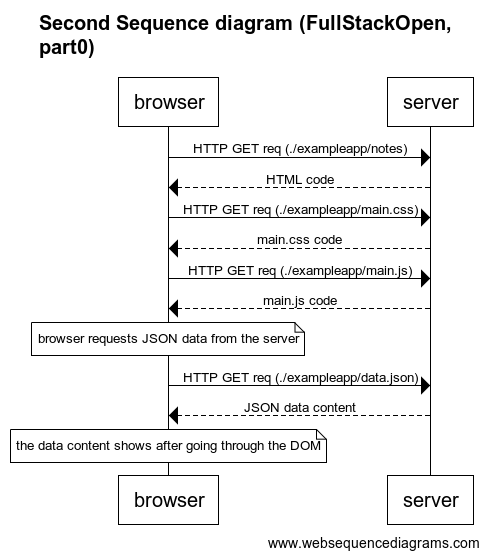 Second Sequence diagram (FullStackOpen,
part0)
browser
server
HTTP GET req (./exampleapp/notes)
HTML code
HTTP GET req (./exampleapp/main.css)
main.css code
HTTP GET req (./exampleapp/main.js)
main.js code
browser requests JSON data from the server
HTTP GET req (./exampleapp/data.json)
JSON data content
the data content shows after going through the DOM
browser
server
www.websequencediagrams.com